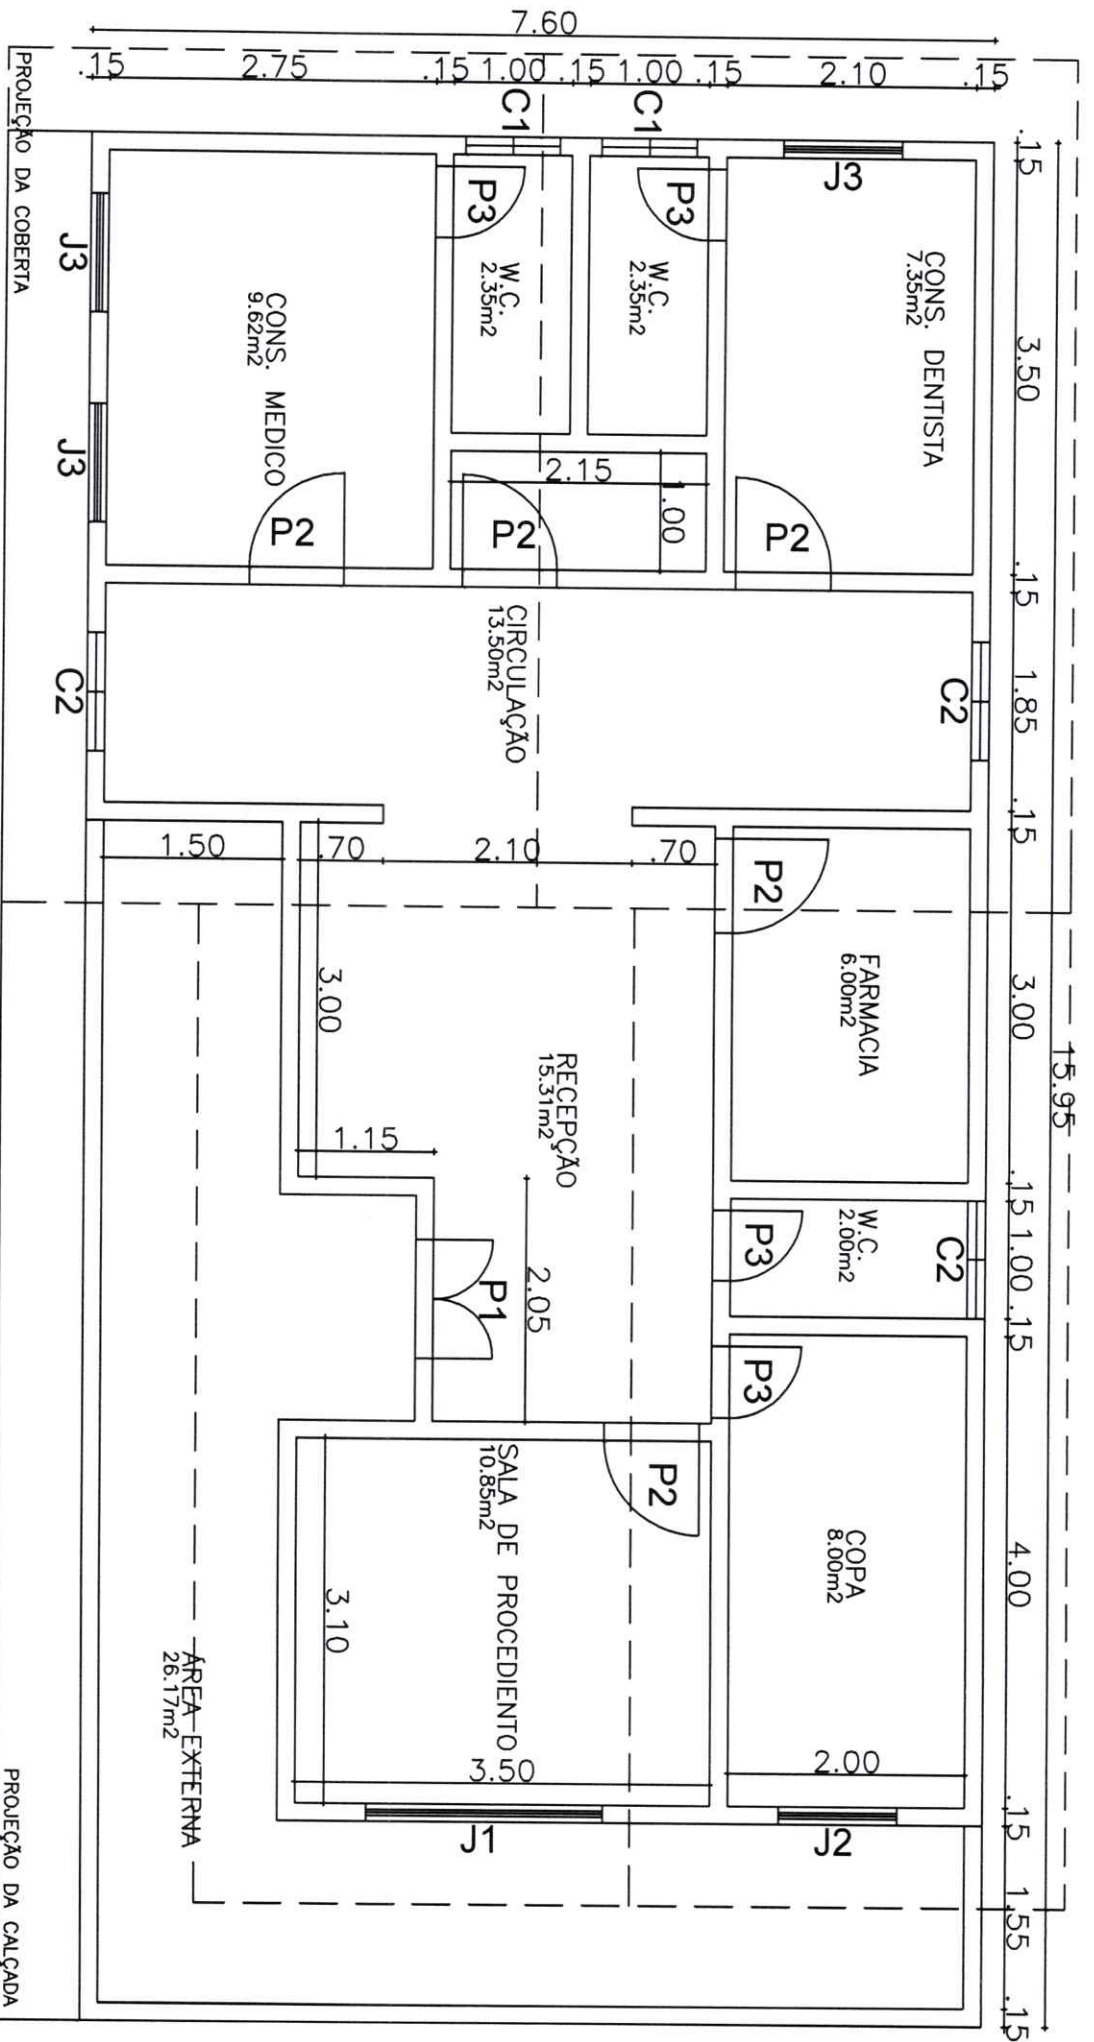 7.60
.15 2.75 .15 1.00 .15 1.00 .15 2.10 .15
PROJEÇÃO DA COBERTA
C1
C1
J3
P3
P3
.15
3.50
.15
1.85
.15
3.00
.15
1.00
.15
4.00
.15
1.55
.15
15.95
CONS. DENTISTA
7.35m2
W.C.
2.35m2
W.C.
2.35m2
CONS. MEDICO
9.62m2
J3
J3
2.15
1.00
P2
P2
P2
CIRCULAÇÃO
13.50m2
C2
C2
1.50
.70
2.10
.70
P2
FARMACIA
6.00m2
3.00
RECEPÇÃO
15.31m2
1.15
2.05
P1
W.C.
2.00m2
C2
P3
P3
P2
SALA DE PROCEDIENTO
10.85m2
3.10
3.50
COPA
8.00m2
2.00
J1
J2
ÁREA EXTERNA
26.17m2
PROJEÇÃO DA CALÇADA